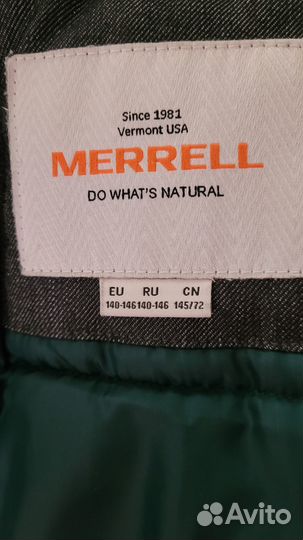 Since 1981
Vermont USA
MERRELL
DO WHAT'S NATURAL
EU RU CN
140-146 140-146 145/72
Avito